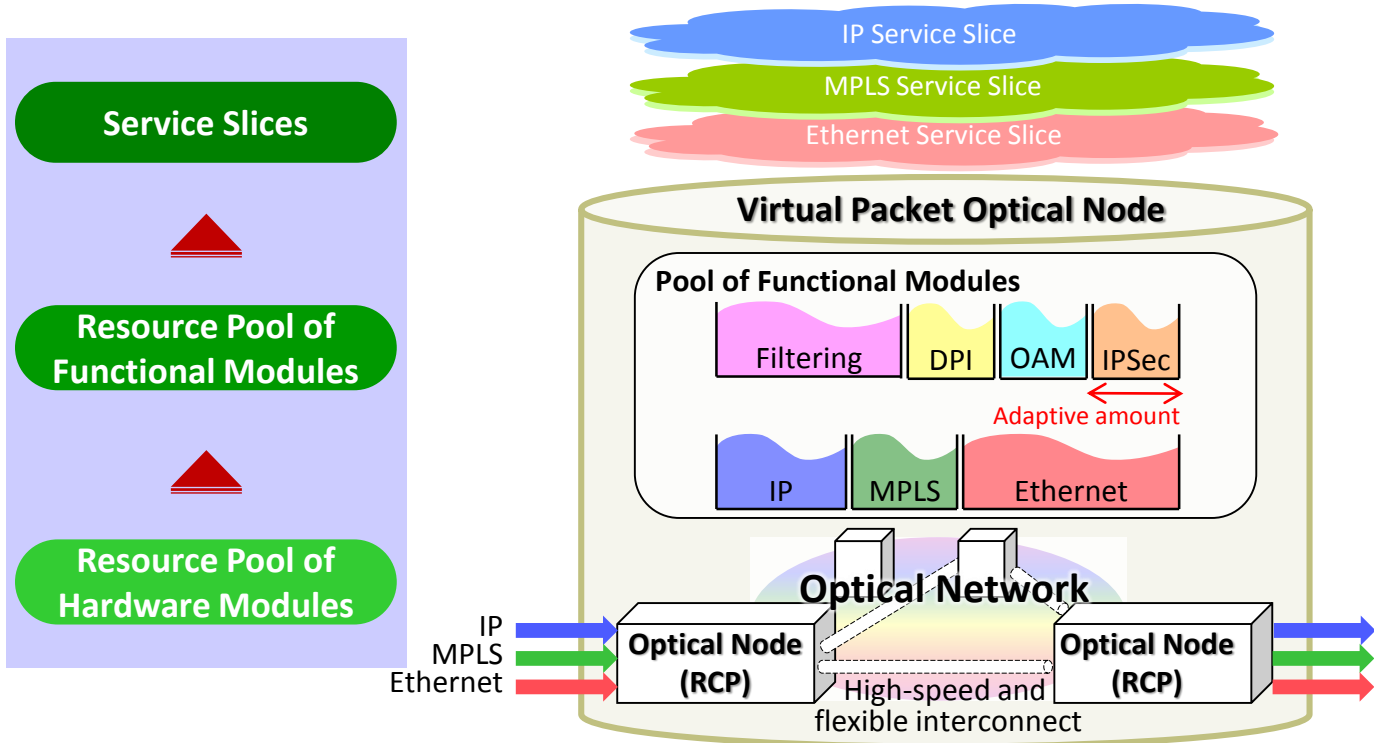 Service Slices
Resource Pool of
Functional Modules
Resource Pool of
Hardware Modules
IP Service Slice
MPLS Service Slice
Ethernet Service Slice
Virtual Packet Optical Node
Pool of Functional Modules
Filtering
DPI
OAM
IPSec
Adaptive amount
IP
MPLS
Ethernet
Optical Network
IP
MPLS
Ethernet
Optical Node
(RCP)
Optical Node
(RCP)
High-speed and
flexible interconnect